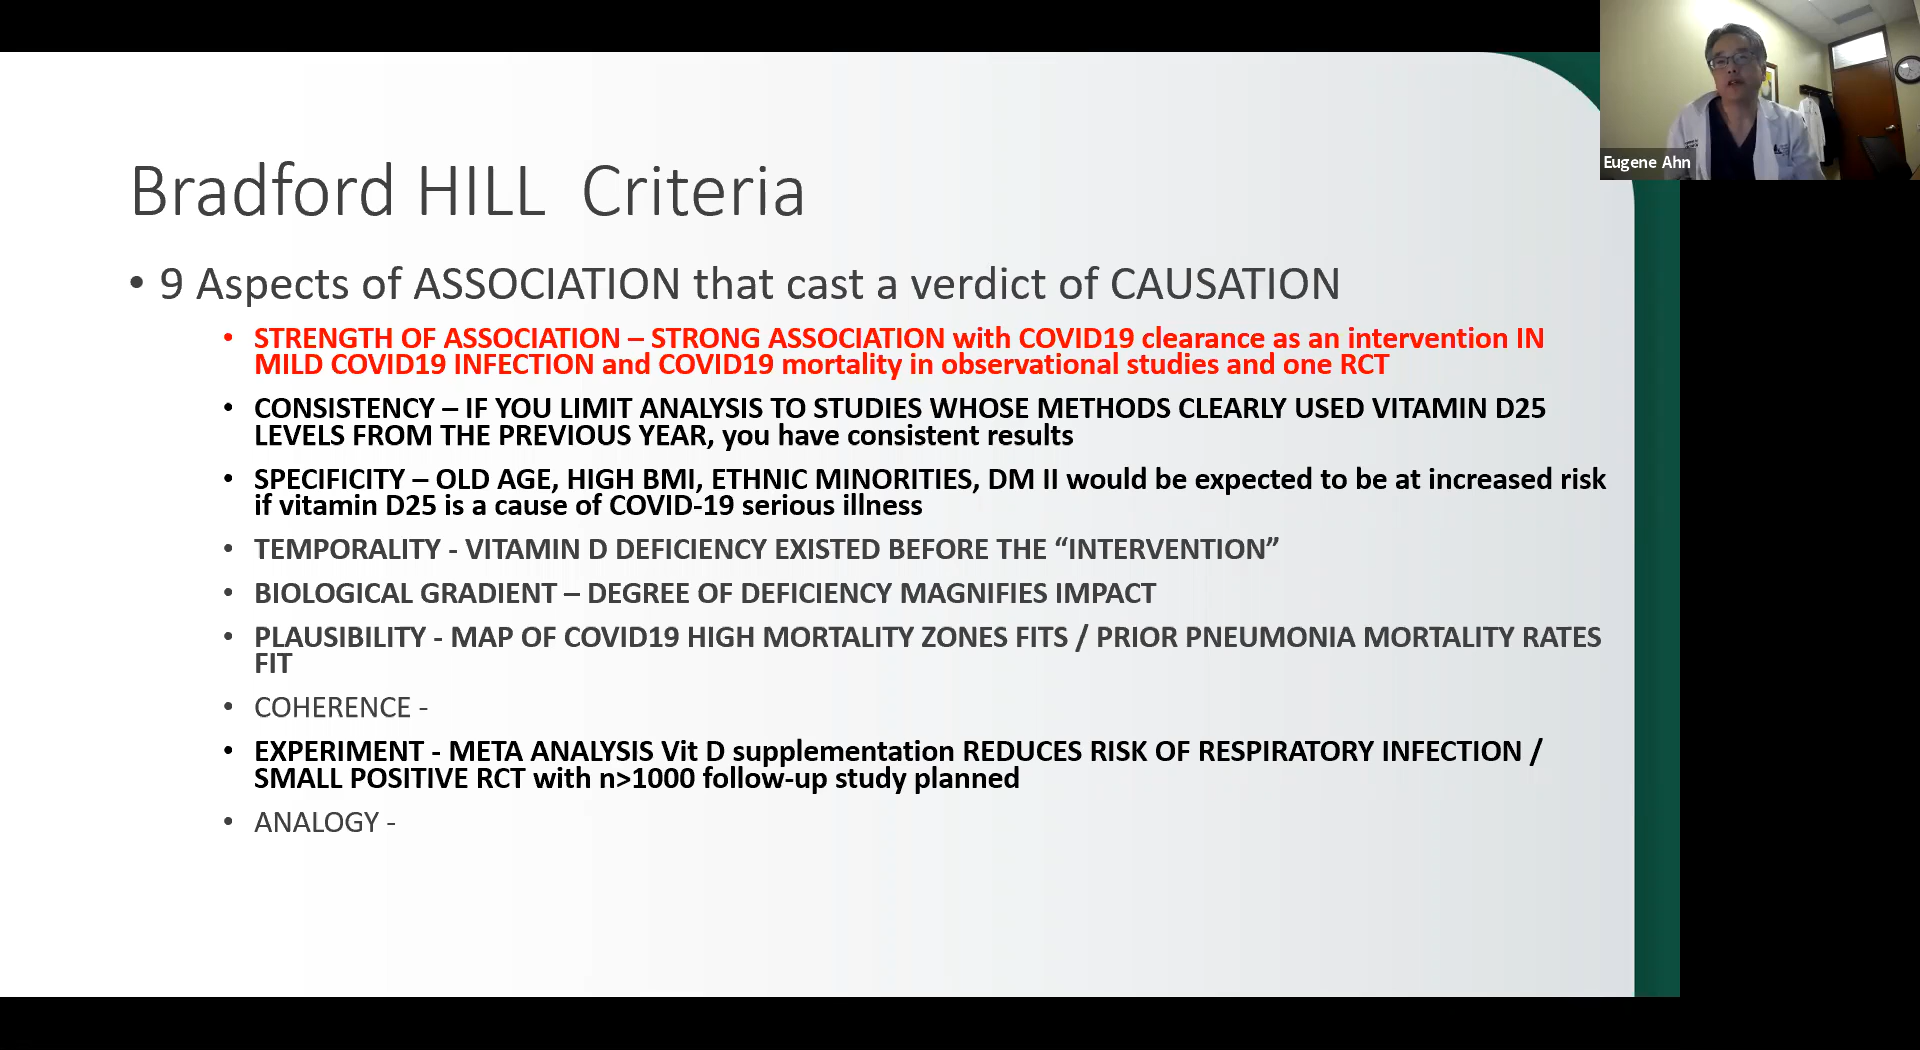 Bradford HILL Criteria
• 9 Aspects of ASSOCIATION that cast a verdict of CAUSATION
• STRENGTH OF ASSOCIATION – STRONG ASSOCIATION with COVID19 clearance as an intervention IN
MILD COVID19 INFECTION and COVID19 mortality in observational studies and one RCT
• CONSISTENCY – IF YOU LIMIT ANALYSIS TO STUDIES WHOSE METHODS CLEARLY USED VITAMIN D25
LEVELS FROM THE PREVIOUS YEAR, you have consistent results
• SPECIFICITY – OLD AGE, HIGH BMI, ETHNIC MINORITIES, DM II would be expected to be at increased risk
if vitamin D25 is a cause of COVID-19 serious illness
• TEMPORALITY - VITAMIN D DEFICIENCY EXISTED BEFORE THE “INTERVENTION”
• BIOLOGICAL GRADIENT – DEGREE OF DEFICIENCY MAGNIFIES IMPACT
• PLAUSIBILITY - MAP OF COVID19 HIGH MORTALITY ZONES FITS / PRIOR PNEUMONIA MORTALITY RATES
FIT
• COHERENCE -
• EXPERIMENT - META ANALYSIS Vit D supplementation REDUCES RISK OF RESPIRATORY INFECTION /
SMALL POSITIVE RCT with n>1000 follow-up study planned
• ANALOGY -
Eugene Ahn